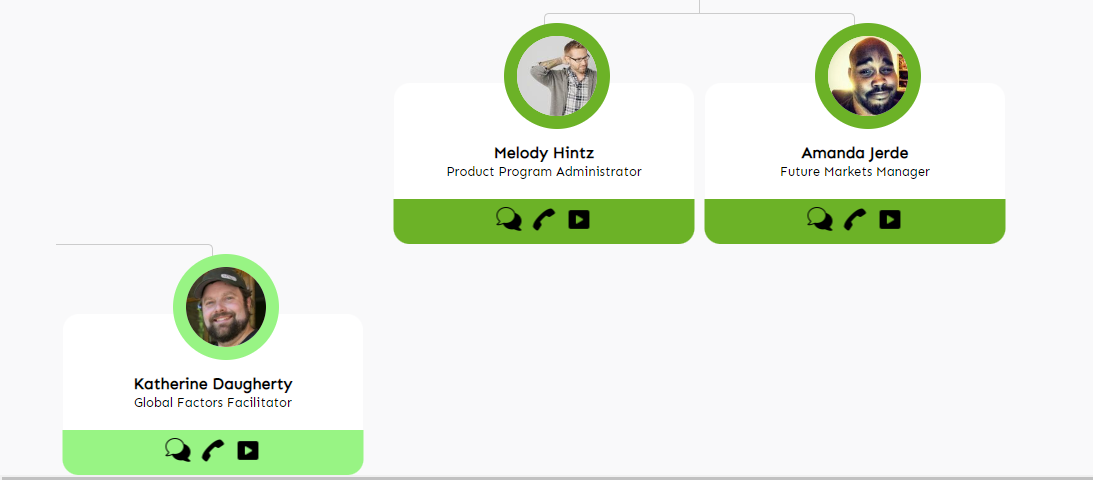 Melody Hintz
Product Program Administrator
Amanda Jerde
Future Markets Manager
Katherine Daugherty
Global Factors Facilitator